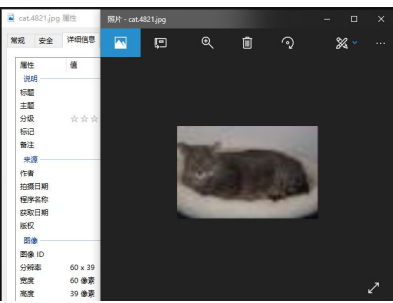 cat.4821.jpg 属性
照片 - cat.4821.jpg
常规 安全 详细信息
属性 值
说明
标题
主题
分级 ☆ ☆ ☆
标记
备注
来源
作者
拍摄日期
程序名称
获取日期
版权
图像
图像 ID
分辨率 60 x 39
宽度 60 像素
高度 39 像素